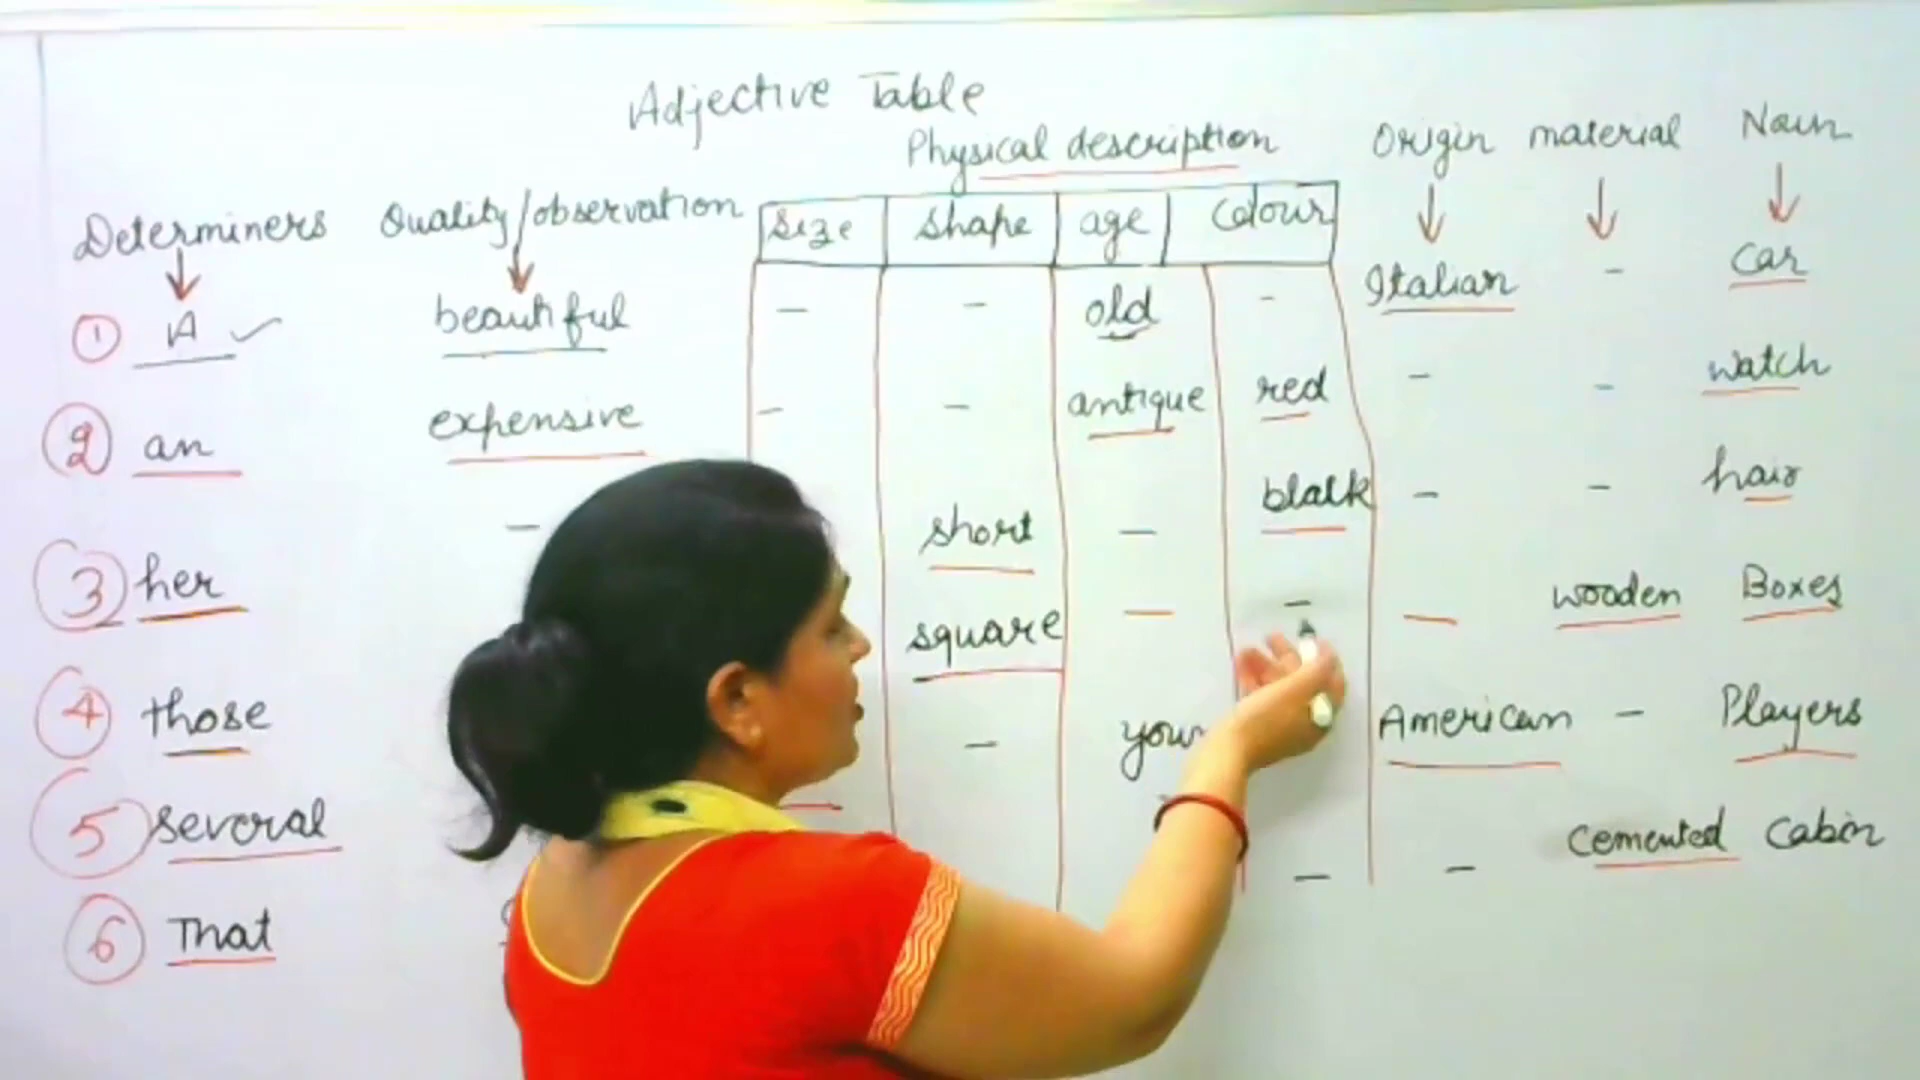 Adjective Table
Physical description Origin material Noun
Determiners Quality/observation size shape age colour
① A ✓ beautiful - - old - Italian - car
② an expensive - - antique red - - watch
③ her - short - black - - hair
④ those square - - - wooden Boxes
⑤ several - American - Players
⑥ That - - cemented Cabin